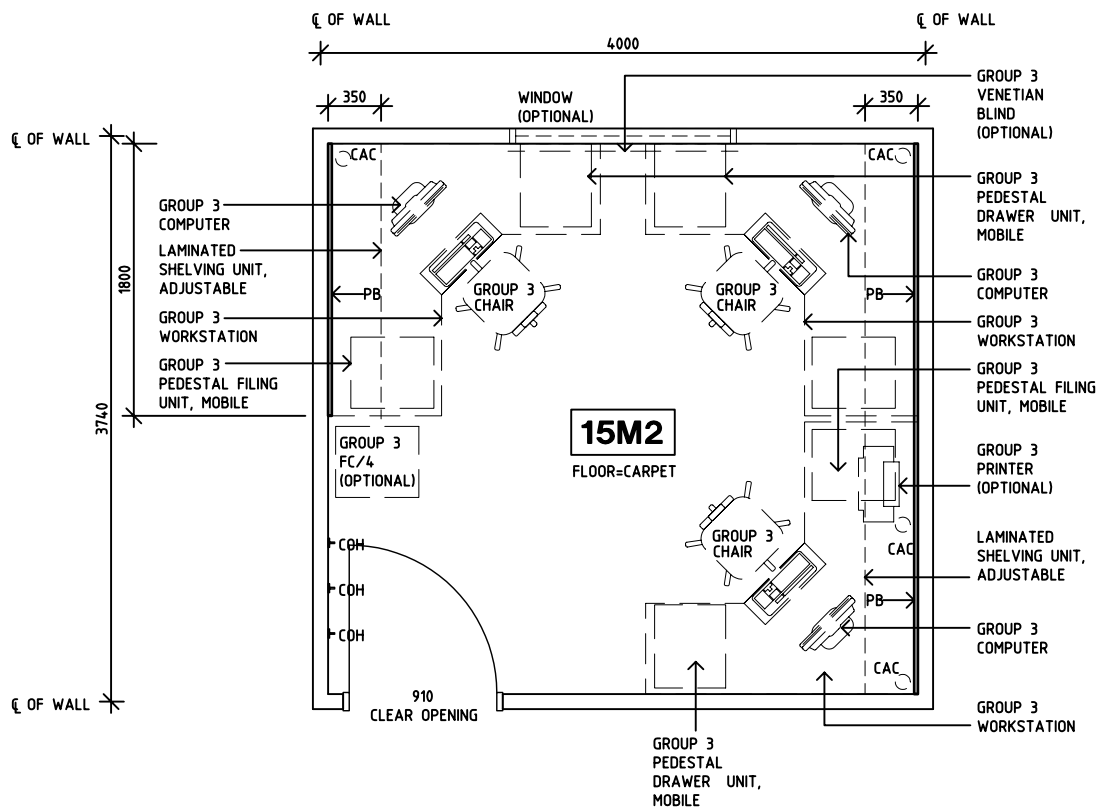 ℄ OF WALL
℄ OF WALL
4000
GROUP 3
VENETIAN
BLIND
(OPTIONAL)
350
WINDOW
(OPTIONAL)
350
℄ OF WALL
CAC
CAC
GROUP 3
PEDESTAL
DRAWER UNIT,
MOBILE
GROUP 3
COMPUTER
LAMINATED
SHELVING UNIT,
ADJUSTABLE
1800
PB
GROUP 3
CHAIR
GROUP 3
CHAIR
PB
GROUP 3
COMPUTER
GROUP 3
WORKSTATION
GROUP 3
WORKSTATION
GROUP 3
PEDESTAL FILING
UNIT, MOBILE
GROUP 3
PEDESTAL FILING
UNIT, MOBILE
3740
GROUP 3
FC/4
(OPTIONAL)
15M2
FLOOR=CARPET
GROUP 3
PRINTER
(OPTIONAL)
GROUP 3
CHAIR
CAC
COH
COH
COH
LAMINATED
SHELVING UNIT,
ADJUSTABLE
PB
GROUP 3
COMPUTER
CAC
℄ OF WALL
910
CLEAR OPENING
GROUP 3
WORKSTATION
GROUP 3
PEDESTAL
DRAWER UNIT,
MOBILE